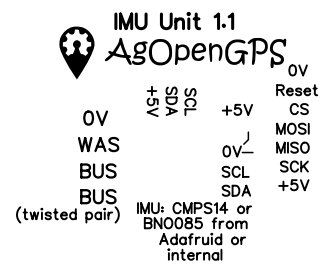 IMU Unit 1.1
AgOpenGPS
+5V
SDA
SCL
0V
WAS
BUS
BUS
(twisted pair)
+5V
0V
SCL
SDA
0V
Reset
CS
MOSI
MISO
SCK
+5V
IMU: CMPS14 or
BNO085 from
Adafruid or
internal